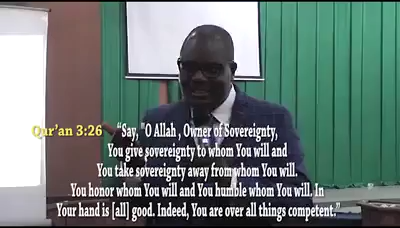 Qur'an 3:26
“Say, "O Allah , Owner of Sovereignty,
You give sovereignty to whom You will and
You take sovereignty away from whom You will.
You honor whom You will and You humble whom You will. In
Your hand is [all] good. Indeed, You are over all things competent.”